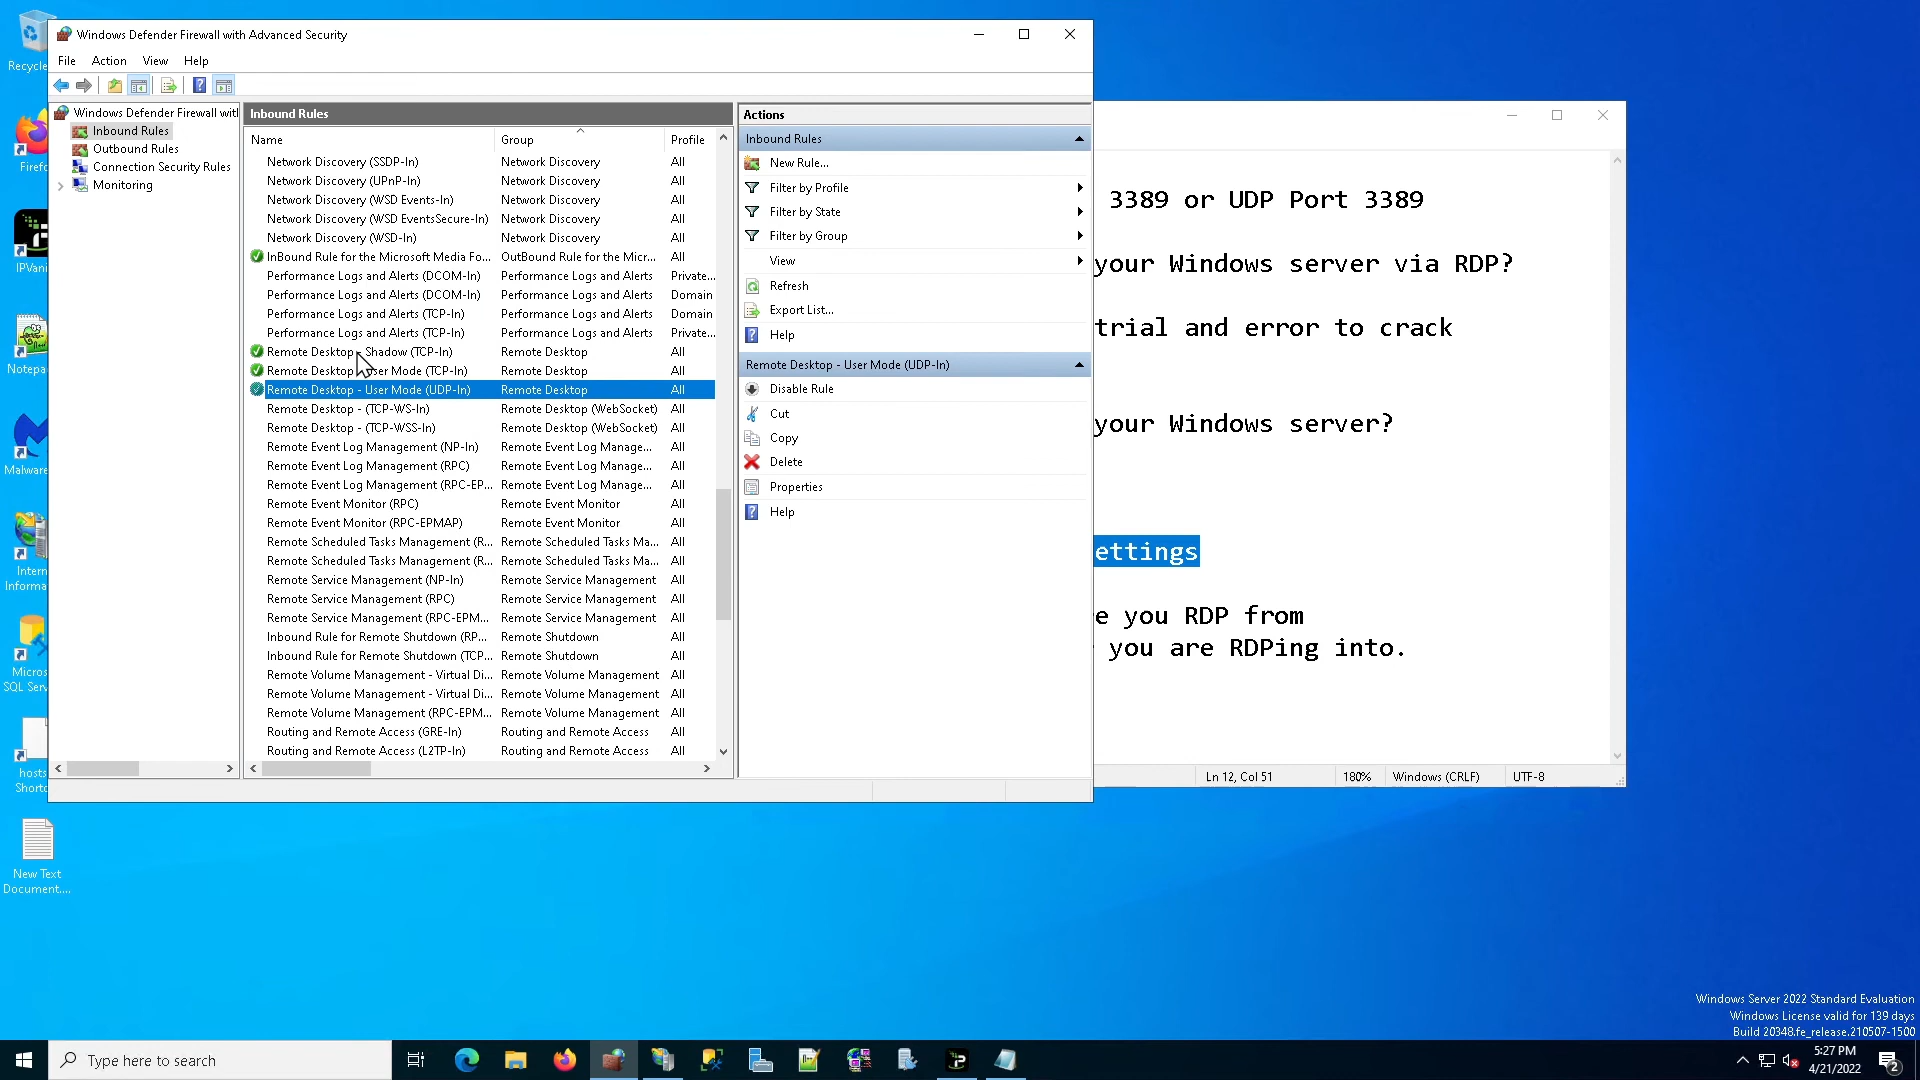 Recycle
Firefo
IPVani
Notepa
Malware
Intern
Informa
Micros
SQL Serv
hosts
Shortc
New Text
Document....
Windows Defender Firewall with Advanced Security
File Action View Help
Windows Defender Firewall witl
Inbound Rules
Outbound Rules
Connection Security Rules
Monitoring
Inbound Rules
Name Group Profile
Network Discovery (SSDP-In) Network Discovery All
Network Discovery (UPnP-In) Network Discovery All
Network Discovery (WSD Events-In) Network Discovery All
Network Discovery (WSD EventsSecure-In) Network Discovery All
Network Discovery (WSD-In) Network Discovery All
InBound Rule for the Microsoft Media Fo... OutBound Rule for the Micr... All
Performance Logs and Alerts (DCOM-In) Performance Logs and Alerts Private...
Performance Logs and Alerts (DCOM-In) Performance Logs and Alerts Domain
Performance Logs and Alerts (TCP-In) Performance Logs and Alerts Domain
Performance Logs and Alerts (TCP-In) Performance Logs and Alerts Private...
Remote Desktop - Shadow (TCP-In) Remote Desktop All
Remote Desktop User Mode (TCP-In) Remote Desktop All
Remote Desktop - User Mode (UDP-In) Remote Desktop All
Remote Desktop - (TCP-WS-In) Remote Desktop (WebSocket) All
Remote Desktop - (TCP-WSS-In) Remote Desktop (WebSocket) All
Remote Event Log Management (NP-In) Remote Event Log Manage... All
Remote Event Log Management (RPC) Remote Event Log Manage... All
Remote Event Log Management (RPC-EP... Remote Event Log Manage... All
Remote Event Monitor (RPC) Remote Event Monitor All
Remote Event Monitor (RPC-EPMAP) Remote Event Monitor All
Remote Scheduled Tasks Management (R... Remote Scheduled Tasks Ma... All
Remote Scheduled Tasks Management (R... Remote Scheduled Tasks Ma... All
Remote Service Management (NP-In) Remote Service Management All
Remote Service Management (RPC) Remote Service Management All
Remote Service Management (RPC-EPM... Remote Service Management All
Inbound Rule for Remote Shutdown (RP... Remote Shutdown All
Inbound Rule for Remote Shutdown (TCP... Remote Shutdown All
Remote Volume Management - Virtual Di... Remote Volume Management All
Remote Volume Management - Virtual Di... Remote Volume Management All
Remote Volume Management (RPC-EPM... Remote Volume Management All
Routing and Remote Access (GRE-In) Routing and Remote Access All
Routing and Remote Access (L2TP-In) Routing and Remote Access All
Actions
Inbound Rules
New Rule...
Filter by Profile
Filter by State
Filter by Group
View
Refresh
Export List...
Help
Remote Desktop - User Mode (UDP-In)
Disable Rule
Cut
Copy
Delete
Properties
Help
3389 or UDP Port 3389
your Windows server via RDP?
trial and error to crack
your Windows server?
ettings
e you RDP from
you are RDPing into.
Ln 12, Col 51 180% Windows (CRLF) UTF-8
Windows Server 2022 Standard Evaluation
Windows License valid for 139 days
Build 20348.fe_release.210507-1500
Type here to search
5:27 PM
4/21/2022
2